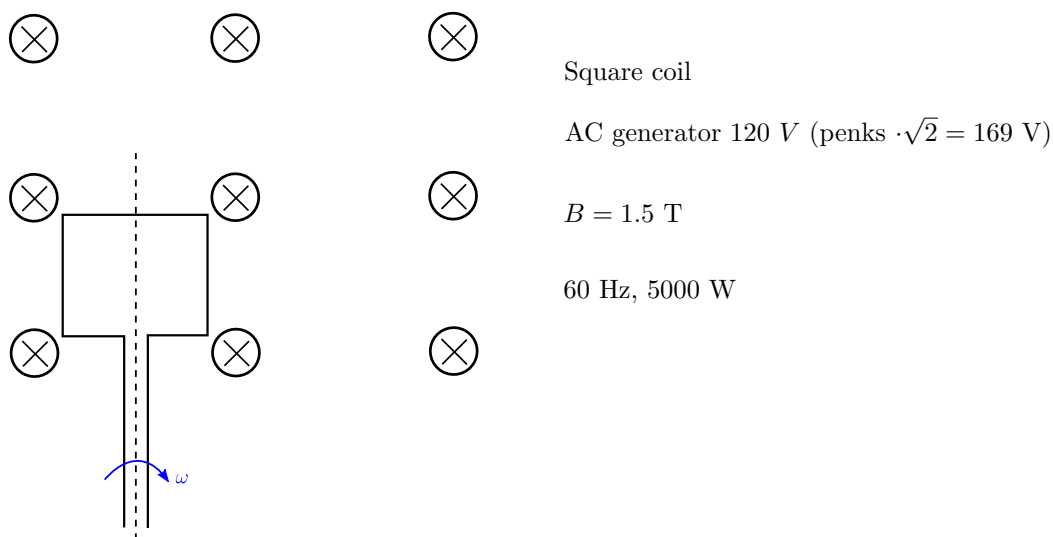 Square coil
AC generator 120 V (penks ·√2 = 169 V)
B = 1.5 T
60 Hz, 5000 W
ω